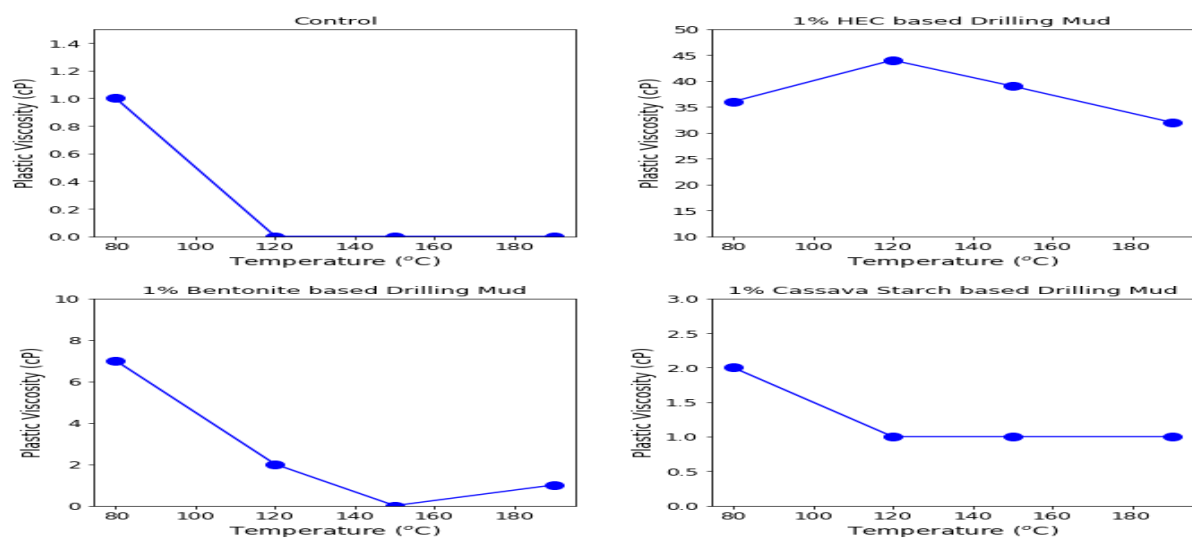 Control
Plastic Viscosity (cP)
1.4
1.2
1.0
0.8
0.6
0.4
0.2
0.0
80 100 120 140 160 180
Temperature (°C)
1% HEC based Drilling Mud
Plastic Viscosity (cP)
50
45
40
35
30
25
20
15
10
80 100 120 140 160 180
Temperature (°C)
1% Bentonite based Drilling Mud
Plastic Viscosity (cP)
10
8
6
4
2
0
80 100 120 140 160 180
Temperature (°C)
1% Cassava Starch based Drilling Mud
Plastic Viscosity (cP)
3.0
2.5
2.0
1.5
1.0
0.5
0.0
80 100 120 140 160 180
Temperature (°C)